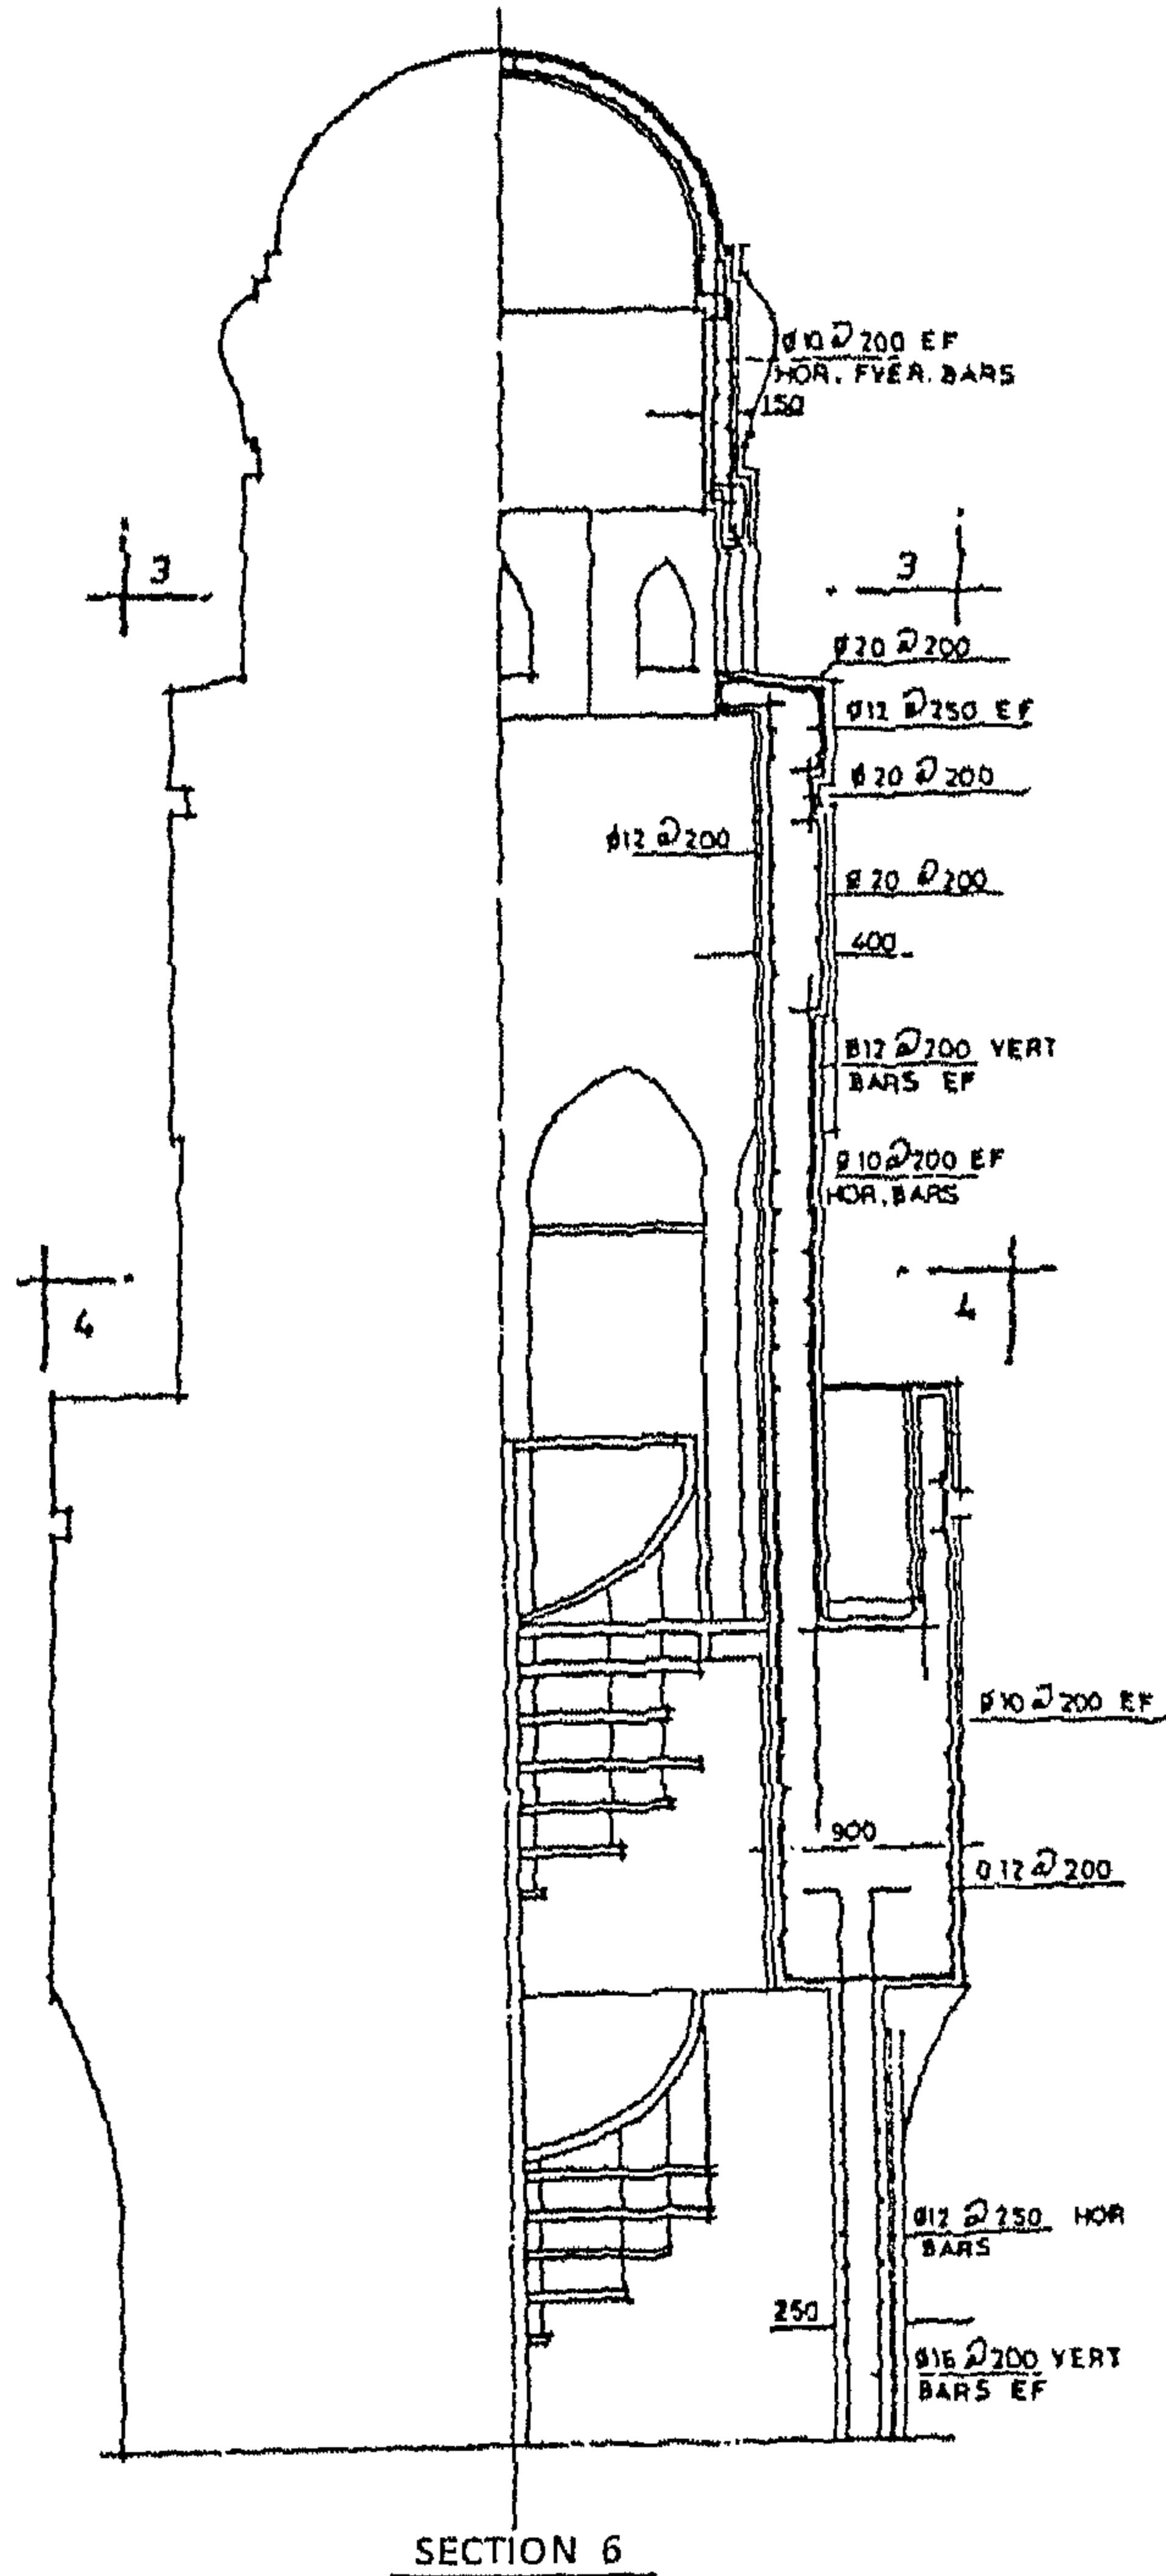 Ø10 @ 200 EF
HOR. FVER. BARS
150
3
3
Ø20 @ 200
Ø12 @ 250 EF
Ø20 @ 200
Ø12 @ 200
Ø20 @ 200
400
Ø12 @ 200 VERT
BARS EF
Ø10 @ 200 EF
HOR. BARS
4
4
Ø10 @ 200 EF
900
Ø12 @ 200
Ø12 @ 250 HOR
BARS
250
Ø16 @ 200 VERT
BARS EF
SECTION 6